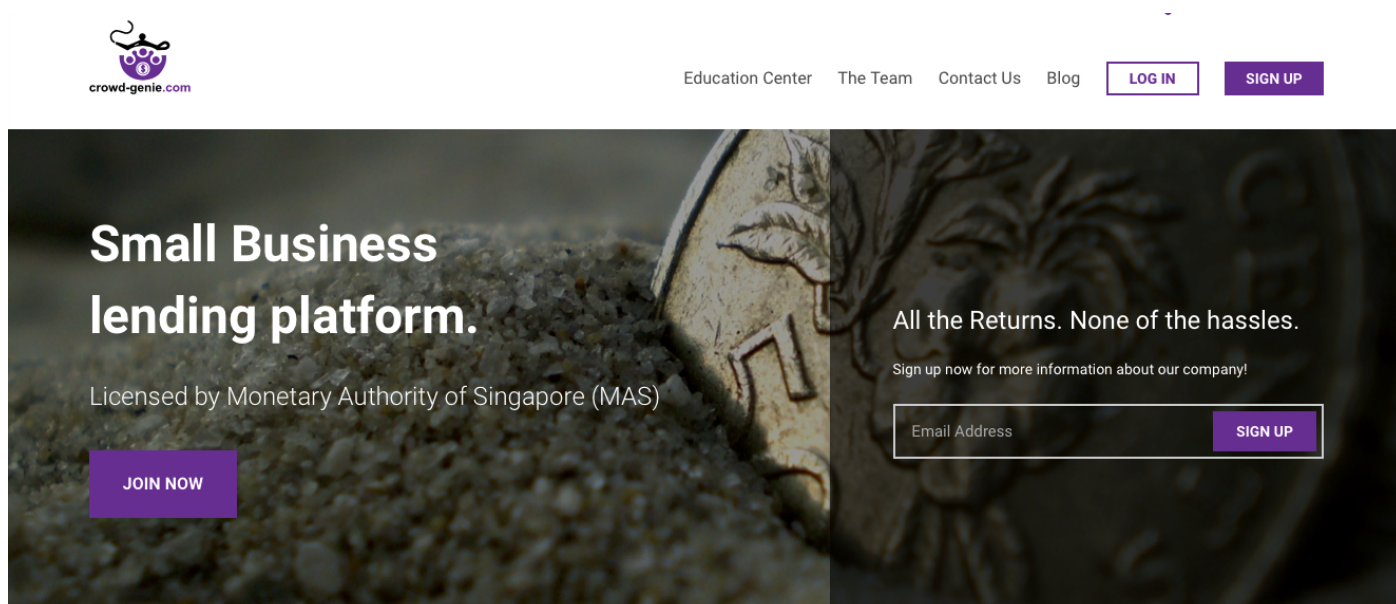 crowd-genie.com
Education Center
The Team
Contact Us
Blog
LOG IN
SIGN UP
Small Business
lending platform.
Licensed by Monetary Authority of Singapore (MAS)
JOIN NOW
All the Returns. None of the hassles.
Sign up now for more information about our company!
Email Address
SIGN UP